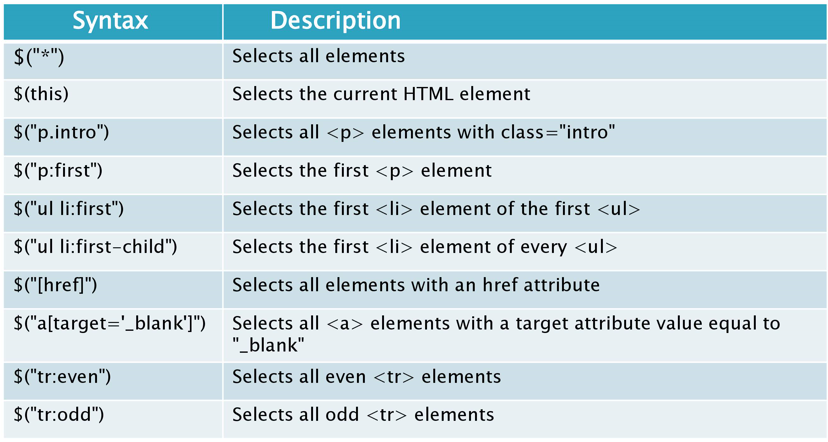 Syntax Description
$("*") Selects all elements
$(this) Selects the current HTML element
$("p.intro") Selects all <p> elements with class="intro"
$("p:first") Selects the first <p> element
$("ul li:first") Selects the first <li> element of the first <ul>
$("ul li:first-child") Selects the first <li> element of every <ul>
$("[href]") Selects all elements with an href attribute
$("a[target='_blank']") Selects all <a> elements with a target attribute value equal to
"_blank"
$("tr:even") Selects all even <tr> elements
$("tr:odd") Selects all odd <tr> elements